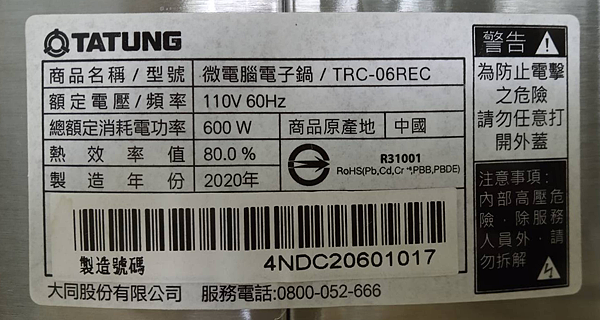 TATUNG
商品名稱/型號 微電腦電子鍋/TRC-06REC
額定電壓/頻率 110V 60Hz
總額定消耗電功率 600 W 商品原產地 中國
熱效率值 80.0 %
R31001
RoHS(Pb,Cd,Cr⁺⁶,PBB,PBDE)
製造年份 2020年
製造號碼 4NDC20601017
大同股份有限公司 服務電話:0800-052-666
警告
為防止電擊
之危險
請勿任意打
開外蓋
注意事項:
內部高壓危
險,除服務
人員外,請
勿拆解